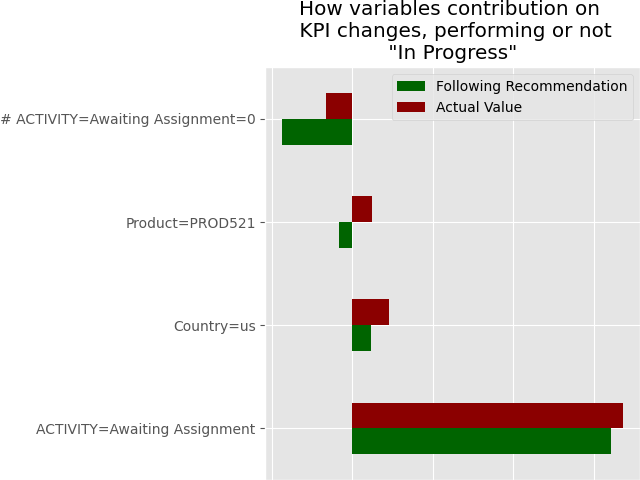 How variables contribution on
KPI changes, performing or not
"In Progress"
Following Recommendation
Actual Value
# ACTIVITY=Awaiting Assignment=0
Product=PROD521
Country=us
ACTIVITY=Awaiting Assignment